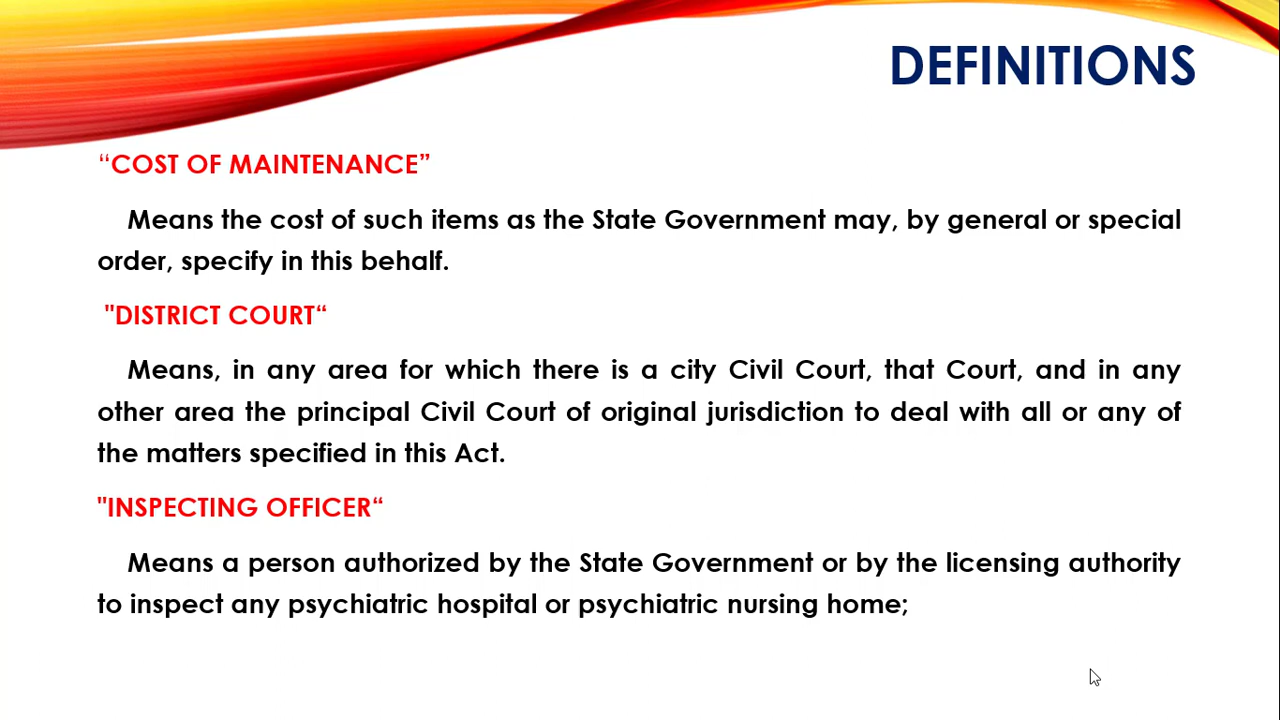 DEFINITIONS
“COST OF MAINTENANCE”
Means the cost of such items as the State Government may, by general or special
order, specify in this behalf.
"DISTRICT COURT“
Means, in any area for which there is a city Civil Court, that Court, and in any
other area the principal Civil Court of original jurisdiction to deal with all or any of
the matters specified in this Act.
"INSPECTING OFFICER“
Means a person authorized by the State Government or by the licensing authority
to inspect any psychiatric hospital or psychiatric nursing home;